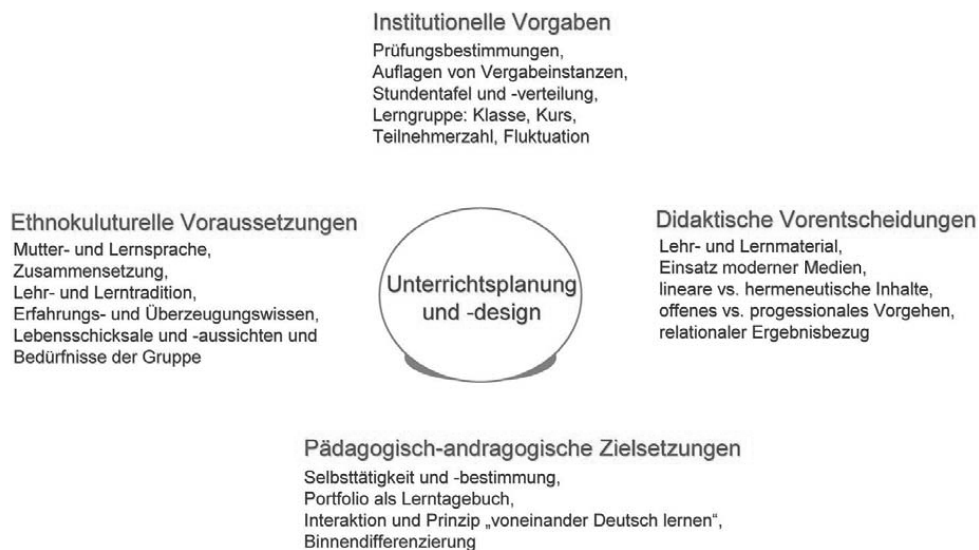 Institutionelle Vorgaben
Prüfungsbestimmungen,
Auflagen von Vergabeinstanzen,
Stundentafel und -verteilung,
Lerngruppe: Klasse, Kurs,
Teilnehmerzahl, Fluktuation
Ethnokuluturelle Voraussetzungen
Mutter- und Lernsprache,
Zusammensetzung,
Lehr- und Lerntradition,
Erfahrungs- und Überzeugungswissen,
Lebensschicksale und -aussichten und
Bedürfnisse der Gruppe
Unterrichtsplanung
und -design
Didaktische Vorentscheidungen
Lehr- und Lernmaterial,
Einsatz moderner Medien,
lineare vs. hermeneutische Inhalte,
offenes vs. progessionales Vorgehen,
relationaler Ergebnisbezug
Pädagogisch-andragogische Zielsetzungen
Selbsttätigkeit und -bestimmung,
Portfolio als Lerntagebuch,
Interaktion und Prinzip „voneinander Deutsch lernen“,
Binnendifferenzierung